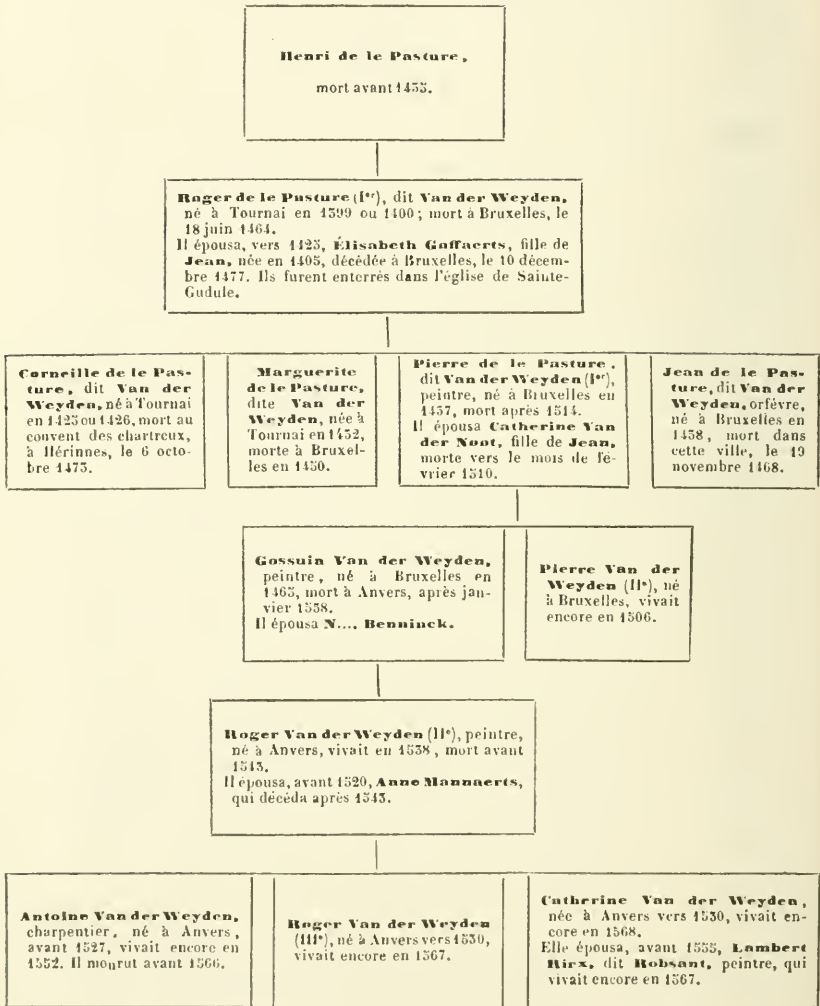 Henri de le Pasture,
mort avant 1435.
Roger de le Pasture (Ier), dit Van der Weyden,
né à Tournai en 1399 ou 1400; mort à Bruxelles, le
18 juin 1464.
Il épousa, vers 1425, Élisabeth Goffaerts, fille de
Jean, née en 1405, décédée à Bruxelles, le 10 décem-
bre 1477. Ils furent enterrés dans l'église de Sainte-
Gudule.
Corneille de le Pas-
ture, dit Van der
Weyden, né à Tournai
en 1425 ou 1426, mort au
couvent des chartreux,
à Hérinnes, le 6 octo-
bre 1473.
Marguerite
de le Pasture,
dite Van der
Weyden, née à
Tournai en 1432,
morte à Bruxel-
les en 1450.
Pierre de le Pasture,
dit Van der Weyden (Ier),
peintre, né à Bruxelles en
1437, mort après 1514.
Il épousa Catherine Van
der Noot, fille de Jean,
morte vers le mois de fé-
vrier 1510.
Jean de le Pas-
ture, dit Van der
Weyden, orfévre,
né à Bruxelles en
1438, mort dans
cette ville, le 19
novembre 1468.
Gossuin Van der Weyden,
peintre, né à Bruxelles en
1465, mort à Anvers, après jan-
vier 1538.
Il épousa N.... Benninck.
Pierre Van der
Weyden (IIe), né
à Bruxelles, vivait
encore en 1506.
Roger Van der Weyden (IIe), peintre,
né à Anvers, vivait en 1538, mort avant
1543.
Il épousa, avant 1520, Anne Mannaerts,
qui décéda après 1543.
Antoine Van der Weyden,
charpentier, né à Anvers,
avant 1527, vivait encore en
1552. Il mourut avant 1566.
Roger Van der Weyden
(IIIe), né à Anvers vers 1530,
vivait encore en 1567.
Catherine Van der Weyden,
née à Anvers vers 1530, vivait en-
core en 1568.
Elle épousa, avant 1555, Lambert
Rirx, dit Robsant, peintre, qui
vivait encore en 1567.